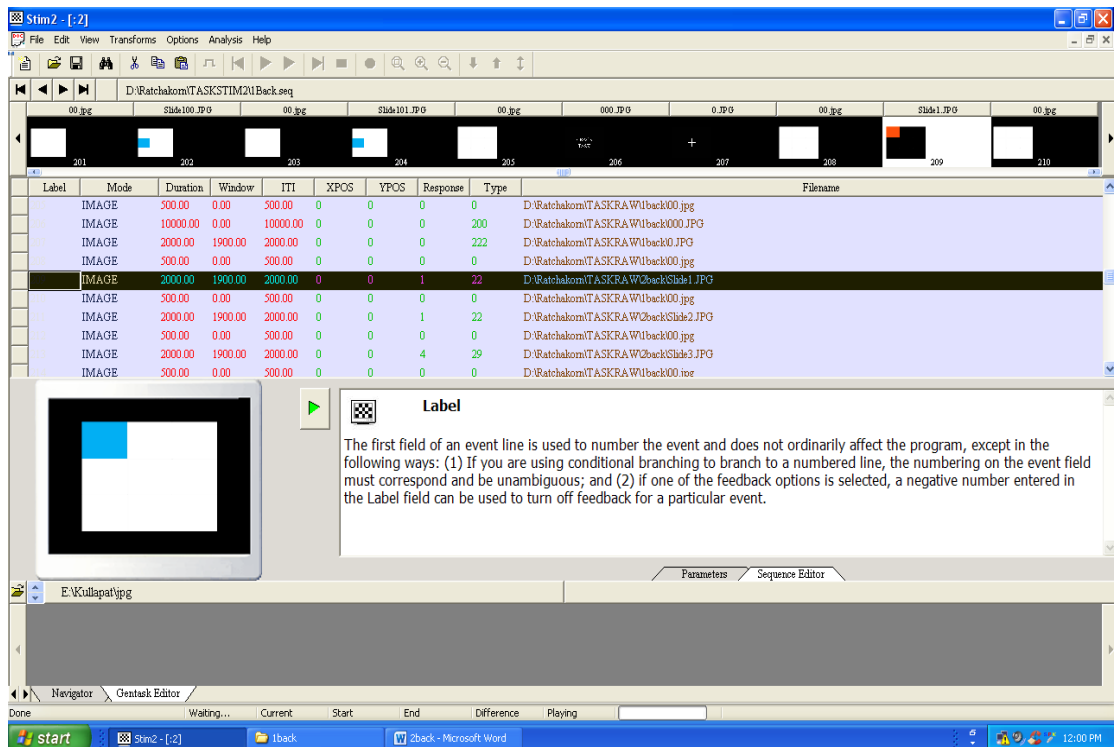 Stim2 - [:2]
File Edit View Transforms Options Analysis Help
D:\Ratchakorn\TASKSTIM2\1Back.seq
00.jpg Slide100.JPG 00.jpg Slide101.JPG 00.jpg 000.JPG 0.JPG 00.jpg Slide1.JPG 00.jpg
201 202 203 204 205 206 207 208 209 210
Label Mode Duration Window ITI XPOS YPOS Response Type Filename
IMAGE 500.00 0.00 500.00 0 0 0 0 D:\Ratchakorn\TASKRAW\1back\00.jpg
IMAGE 10000.00 0.00 10000.00 0 0 0 200 D:\Ratchakorn\TASKRAW\1back\000.JPG
IMAGE 2000.00 1900.00 2000.00 0 0 0 222 D:\Ratchakorn\TASKRAW\1back\0.JPG
IMAGE 500.00 0.00 500.00 0 0 0 0 D:\Ratchakorn\TASKRAW\1back\00.jpg
IMAGE 2000.00 1900.00 2000.00 0 0 1 22 D:\Ratchakorn\TASKRAW\2back\Slide1.JPG
IMAGE 500.00 0.00 500.00 0 0 0 0 D:\Ratchakorn\TASKRAW\1back\00.jpg
IMAGE 2000.00 1900.00 2000.00 0 0 1 22 D:\Ratchakorn\TASKRAW\2back\Slide2.JPG
IMAGE 500.00 0.00 500.00 0 0 0 0 D:\Ratchakorn\TASKRAW\1back\00.jpg
IMAGE 2000.00 1900.00 2000.00 0 0 4 29 D:\Ratchakorn\TASKRAW\2back\Slide3.JPG
IMAGE 500.00 0.00 500.00 0 0 0 0 D:\Ratchakorn\TASKRAW\1back\00.jpg
Label
The first field of an event line is used to number the event and does not ordinarily affect the program, except in the
following ways: (1) If you are using conditional branching to branch to a numbered line, the numbering on the event field
must correspond and be unambiguous; and (2) if one of the feedback options is selected, a negative number entered in
the Label field can be used to turn off feedback for a particular event.
Parameters Sequence Editor
E:\Kullapat\jpg
Navigator Gentask Editor
Done Waiting... Current Start End Difference Playing
start Stim2 - [:2] 1back 2back - Microsoft Word 12:00 PM